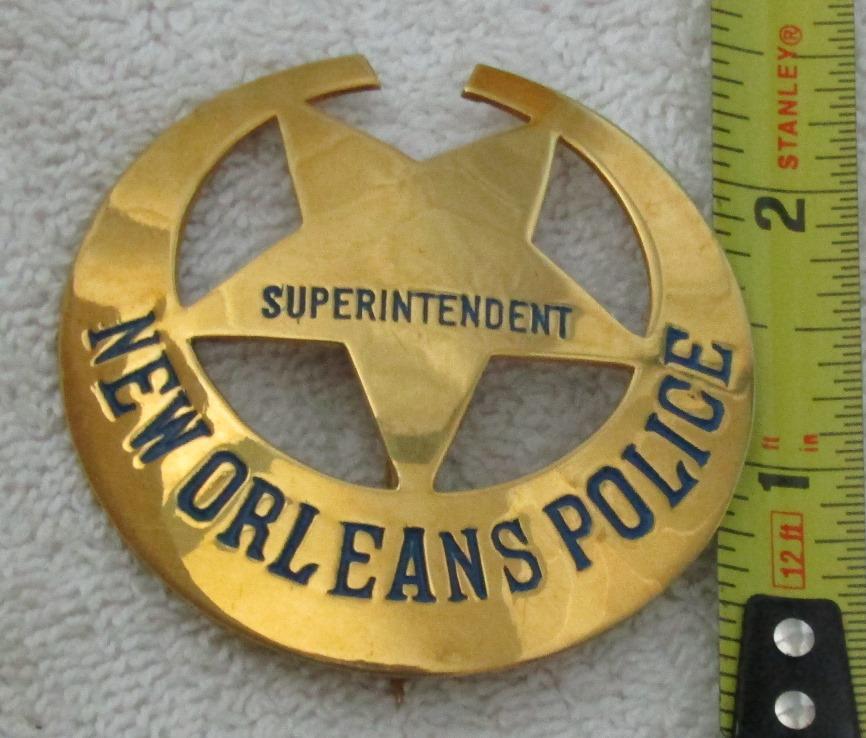 SUPERINTENDENT
NEW ORLEANS POLICE
STANLEY®
2
ft
in
1
12 ft